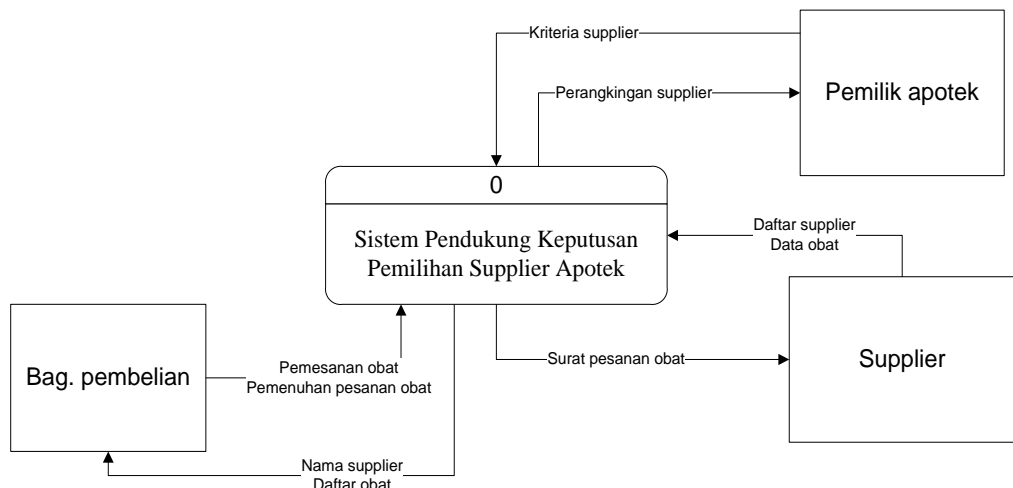 Kriteria supplier
Perangkingan supplier
Pemilik apotek
0
Sistem Pendukung Keputusan
Pemilihan Supplier Apotek
Daftar supplier
Data obat
Bag. pembelian
Pemesanan obat
Pemenuhan pesanan obat
Surat pesanan obat
Supplier
Nama supplier
Daftar obat